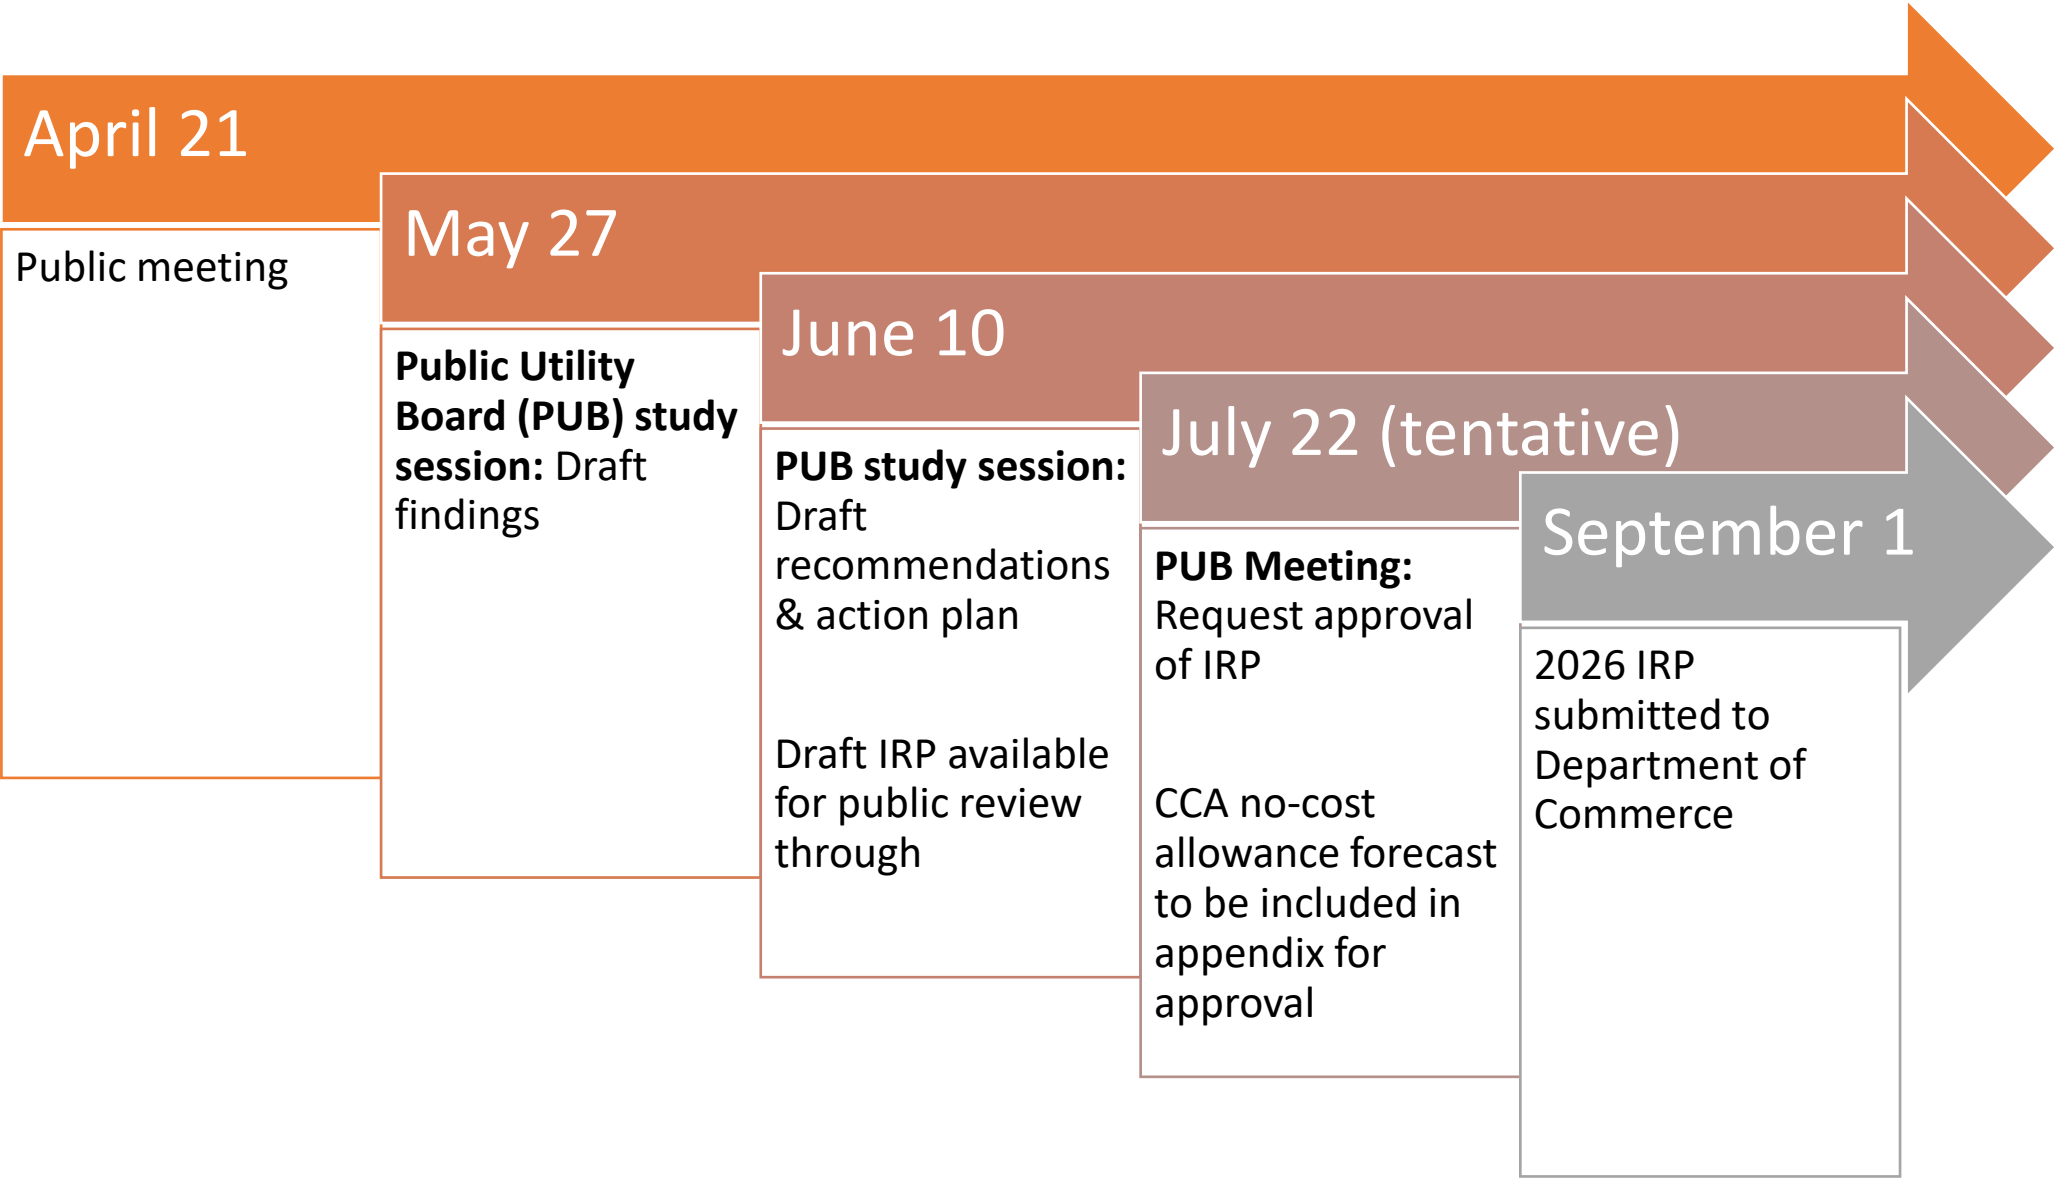 April 21
Public meeting
May 27
Public Utility
Board (PUB) study
session: Draft
findings
June 10
PUB study session:
Draft
recommendations
& action plan
Draft IRP available
for public review
through
July 22 (tentative)
PUB Meeting:
Request approval
of IRP
CCA no-cost
allowance forecast
to be included in
appendix for
approval
September 1
2026 IRP
submitted to
Department of
Commerce